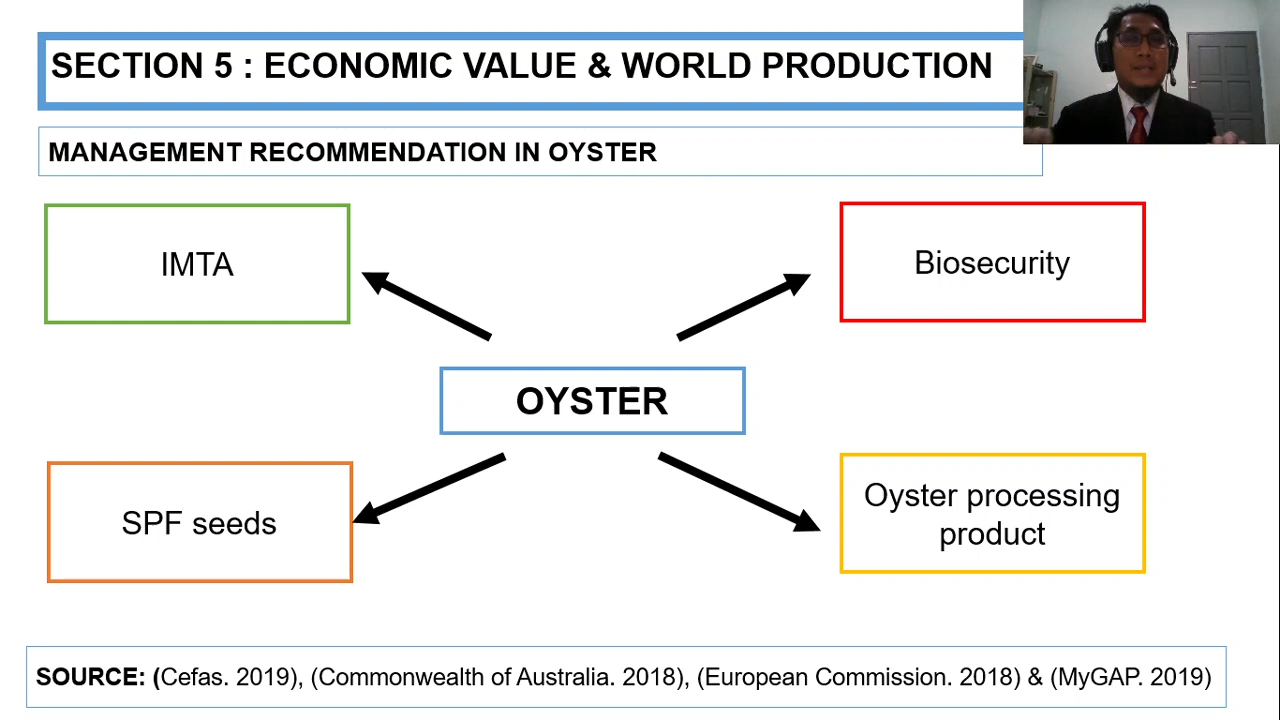 SECTION 5 : ECONOMIC VALUE & WORLD PRODUCTION
MANAGEMENT RECOMMENDATION IN OYSTER
IMTA
Biosecurity
OYSTER
SPF seeds
Oyster processing
product
SOURCE: (Cefas. 2019), (Commonwealth of Australia. 2018), (European Commission. 2018) & (MyGAP. 2019)